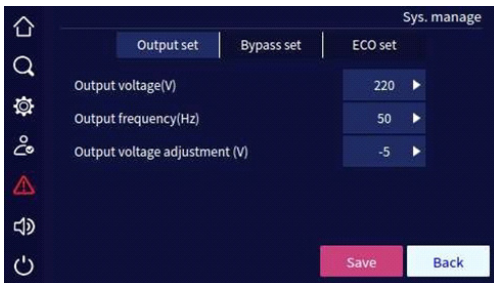 Sys. manage
Output set Bypass set ECO set
Output voltage(V) 220
Output frequency(Hz) 50
Output voltage adjustment (V) -5
Save Back